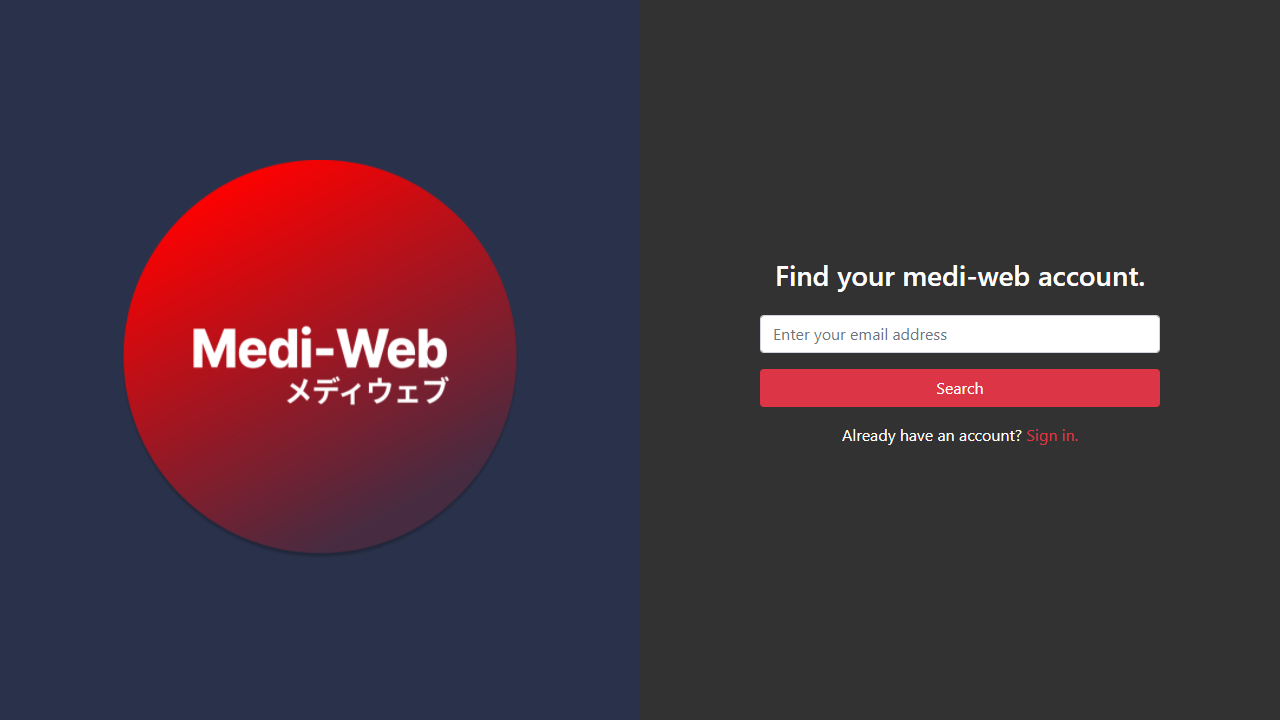 Medi-Web
メディウェブ
Find your medi-web account.
Enter your email address
Search
Already have an account? Sign in.